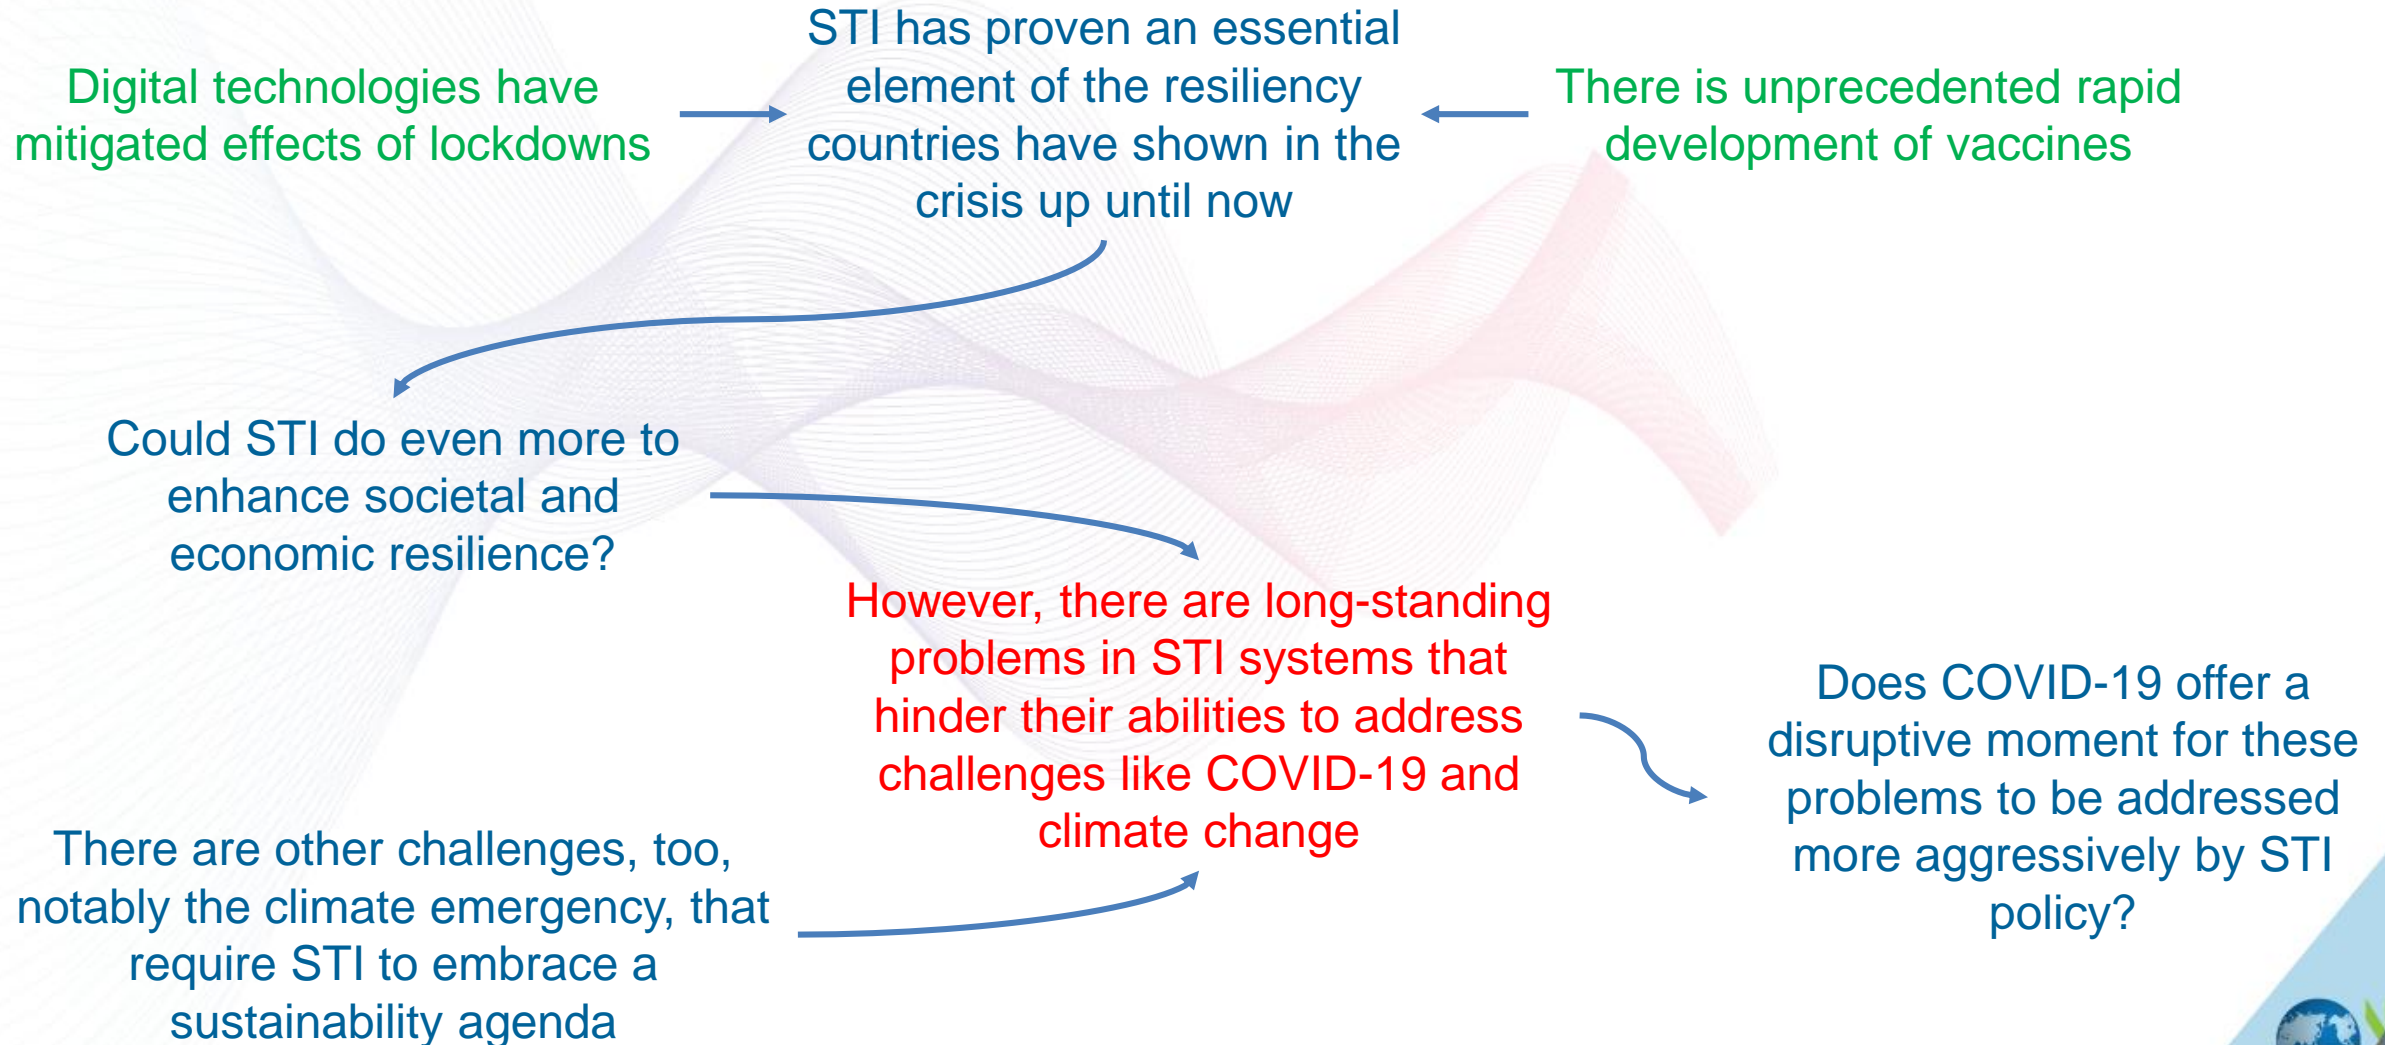 Digital technologies have
mitigated effects of lockdowns
STI has proven an essential
element of the resiliency
countries have shown in the
crisis up until now
There is unprecedented rapid
development of vaccines
Could STI do even more to
enhance societal and
economic resilience?
However, there are long-standing
problems in STI systems that
hinder their abilities to address
challenges like COVID-19 and
climate change
There are other challenges, too,
notably the climate emergency, that
require STI to embrace a
sustainability agenda
Does COVID-19 offer a
disruptive moment for these
problems to be addressed
more aggressively by STI
policy?